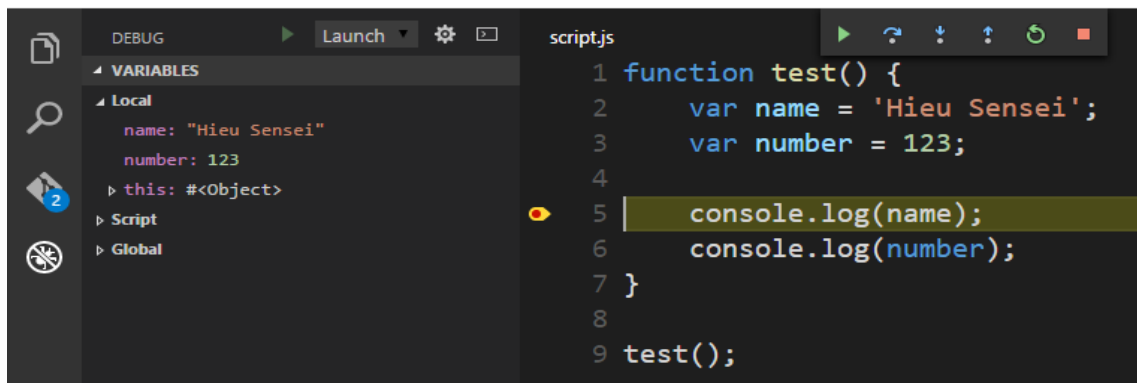 DEBUG
Launch
VARIABLES
Local
name: "Hieu Sensei"
number: 123
this: #<Object>
Script
Global
2
script.js
1 function test() {
2 var name = 'Hieu Sensei';
3 var number = 123;
4
5 console.log(name);
6 console.log(number);
7 }
8
9 test();